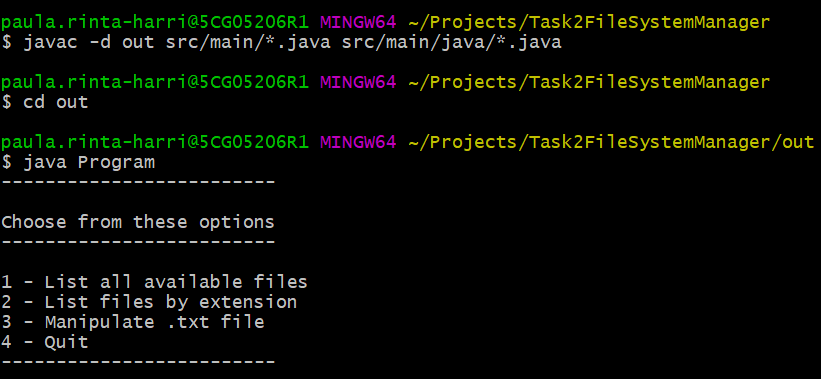 paula.rinta-harri@5CG05206R1 MINGW64 ~/Projects/Task2FileSystemManager
$ javac -d out src/main/*.java src/main/java/*.java
paula.rinta-harri@5CG05206R1 MINGW64 ~/Projects/Task2FileSystemManager
$ cd out
paula.rinta-harri@5CG05206R1 MINGW64 ~/Projects/Task2FileSystemManager/out
$ java Program
-------------------------
Choose from these options
-------------------------
1 - List all available files
2 - List files by extension
3 - Manipulate .txt file
4 - Quit
-------------------------